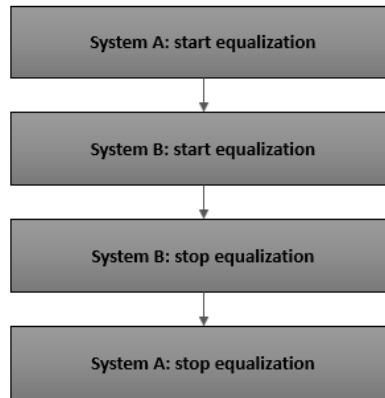 System A: start equalization
System B: start equalization
System B: stop equalization
System A: stop equalization